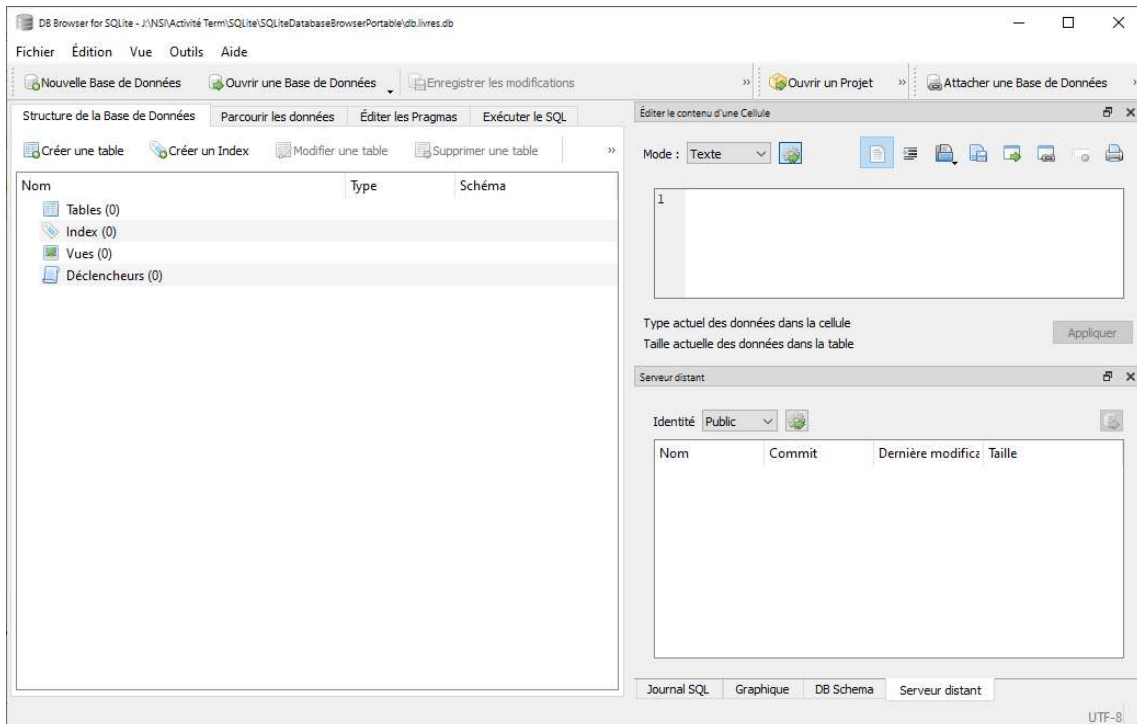 DB Browser for SQLite - J:\NSI\Activité Term\SQLite\SQLiteDatabaseBrowserPortable\db.livres.db
Fichier Édition Vue Outils Aide
Nouvelle Base de Données Ouvrir une Base de Données Enregistrer les modifications » Ouvrir un Projet » Attacher une Base de Données »
Structure de la Base de Données Parcourir les données Éditer les Pragmas Exécuter le SQL
Créer une table Créer un Index Modifier une table Supprimer une table »
Nom Type Schéma
Tables (0)
Index (0)
Vues (0)
Déclencheurs (0)
Éditer le contenu d'une Cellule
Mode : Texte
1
Type actuel des données dans la cellule
Taille actuelle des données dans la table
Appliquer
Serveur distant
Identité Public
Nom Commit Dernière modifica Taille
Journal SQL Graphique DB Schema Serveur distant
UTF-8